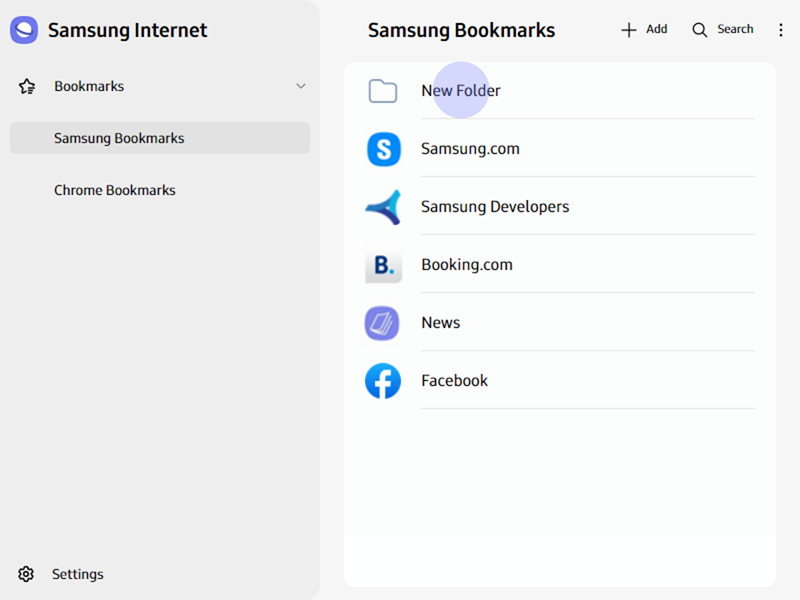 Samsung Internet
Bookmarks
Samsung Bookmarks
Chrome Bookmarks
Settings
Samsung Bookmarks
Add
Search
New Folder
S
Samsung.com
Samsung Developers
B.
Booking.com
News
f
Facebook